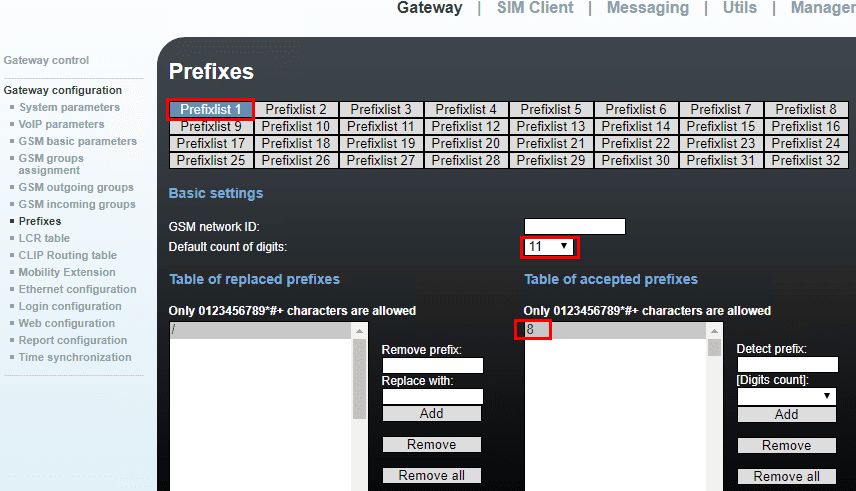 Gateway | SIM Client | Messaging | Utils | Manager
Gateway control
Gateway configuration
System parameters
VoIP parameters
GSM basic parameters
GSM groups
assignment
GSM outgoing groups
GSM incoming groups
Prefixes
LCR table
CLIP Routing table
Mobility Extension
Ethernet configuration
Login configuration
Web configuration
Report configuration
Time synchronization
Prefixes
Prefixlist 1 Prefixlist 2 Prefixlist 3 Prefixlist 4 Prefixlist 5 Prefixlist 6 Prefixlist 7 Prefixlist 8
Prefixlist 9 Prefixlist 10 Prefixlist 11 Prefixlist 12 Prefixlist 13 Prefixlist 14 Prefixlist 15 Prefixlist 16
Prefixlist 17 Prefixlist 18 Prefixlist 19 Prefixlist 20 Prefixlist 21 Prefixlist 22 Prefixlist 23 Prefixlist 24
Prefixlist 25 Prefixlist 26 Prefixlist 27 Prefixlist 28 Prefixlist 29 Prefixlist 30 Prefixlist 31 Prefixlist 32
Basic settings
GSM network ID:
Default count of digits: 11
Table of replaced prefixes
Only 0123456789*#+ characters are allowed
/
Remove prefix:
Replace with:
Add
Remove
Remove all
Table of accepted prefixes
Only 0123456789*#+ characters are allowed
8
Detect prefix:
[Digits count]:
Add
Remove
Remove all